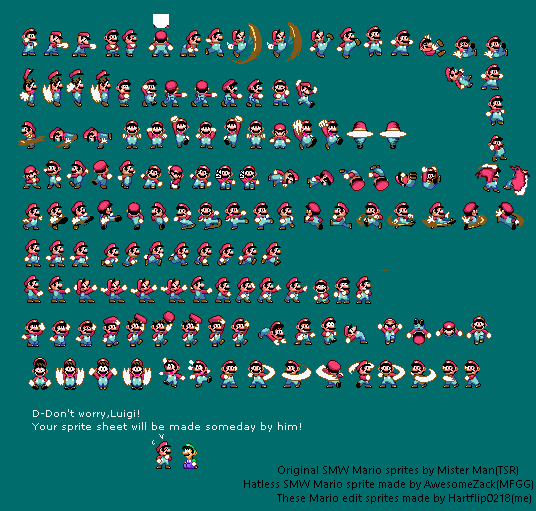 D-Don't worry,Luigi!
Your sprite sheet will be made someday by him!
Original SMW Mario sprites by Mister Man(TSR)
Hatless SMW Mario sprite made by AwesomeZack(MFGG)
These Mario edit sprites made by Hartflip0218(me)